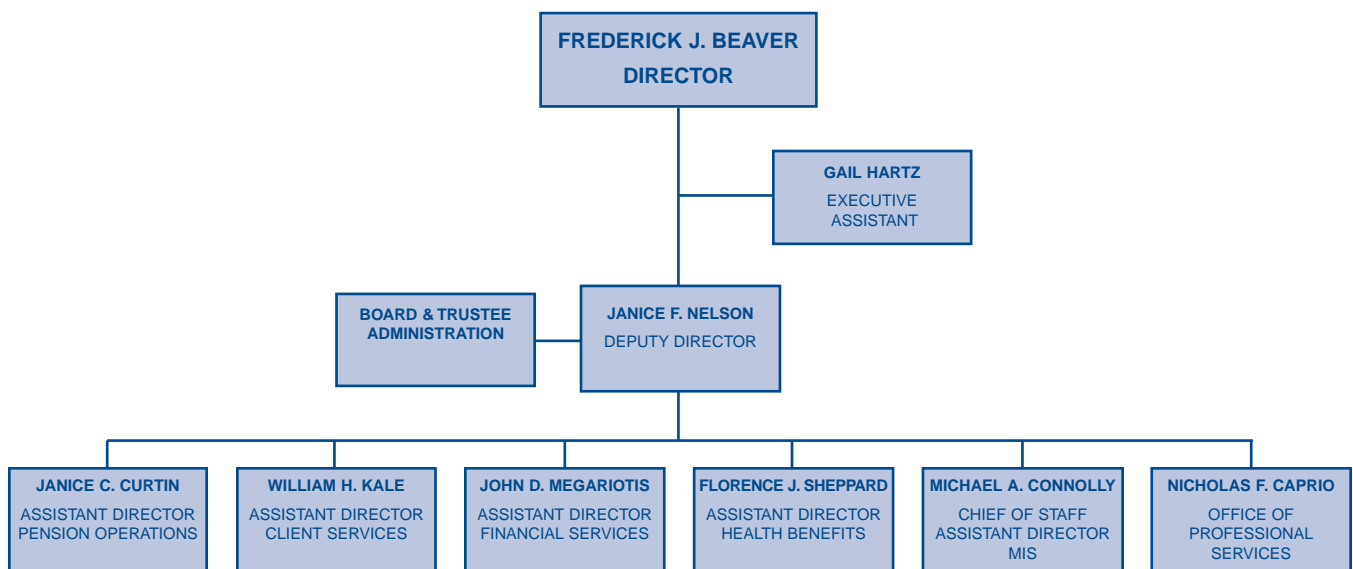 FREDERICK J. BEAVER
DIRECTOR
GAIL HARTZ
EXECUTIVE
ASSISTANT
BOARD & TRUSTEE
ADMINISTRATION
JANICE F. NELSON
DEPUTY DIRECTOR
JANICE C. CURTIN
ASSISTANT DIRECTOR
PENSION OPERATIONS
WILLIAM H. KALE
ASSISTANT DIRECTOR
CLIENT SERVICES
JOHN D. MEGARIOTIS
ASSISTANT DIRECTOR
FINANCIAL SERVICES
FLORENCE J. SHEPPARD
ASSISTANT DIRECTOR
HEALTH BENEFITS
MICHAEL A. CONNOLLY
CHIEF OF STAFF
ASSISTANT DIRECTOR
MIS
NICHOLAS F. CAPRIO
OFFICE OF
PROFESSIONAL
SERVICES